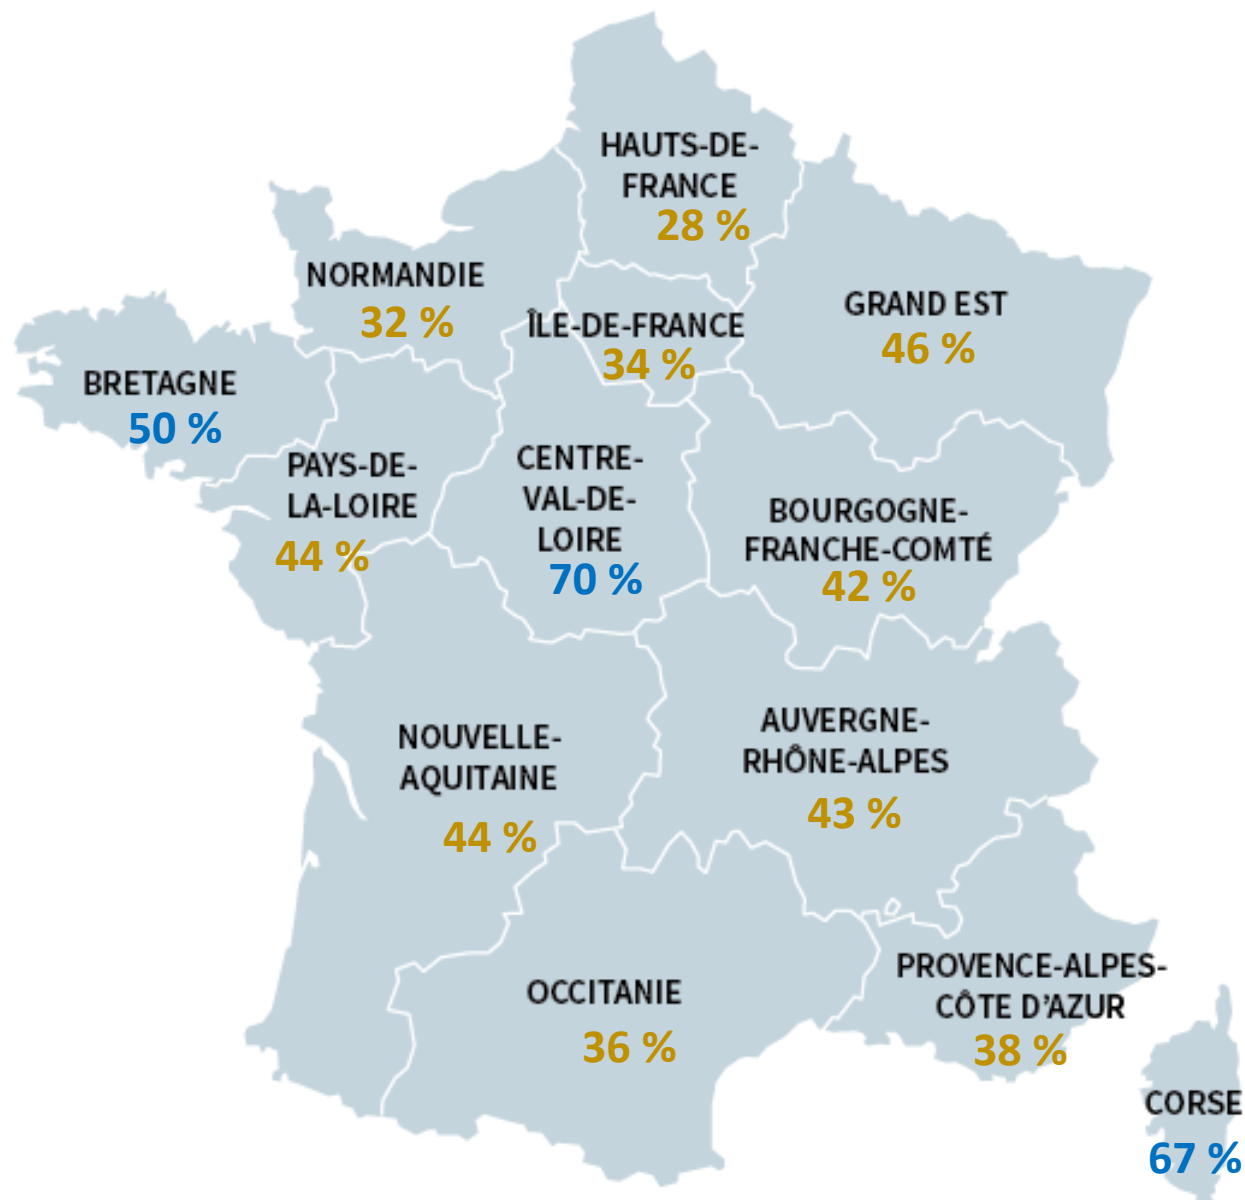 HAUTS-DE-
FRANCE
28 %
NORMANDIE
32 %
ÎLE-DE-FRANCE
34 %
GRAND EST
46 %
BRETAGNE
50 %
PAYS-DE-
LA-LOIRE
44 %
CENTRE-
VAL-DE-
LOIRE
70 %
BOURGOGNE-
FRANCHE-COMTÉ
42 %
NOUVELLE-
AQUITAINE
44 %
AUVERGNE-
RHÔNE-ALPES
43 %
OCCITANIE
36 %
PROVENCE-ALPES-
CÔTE D’AZUR
38 %
CORSE
67 %